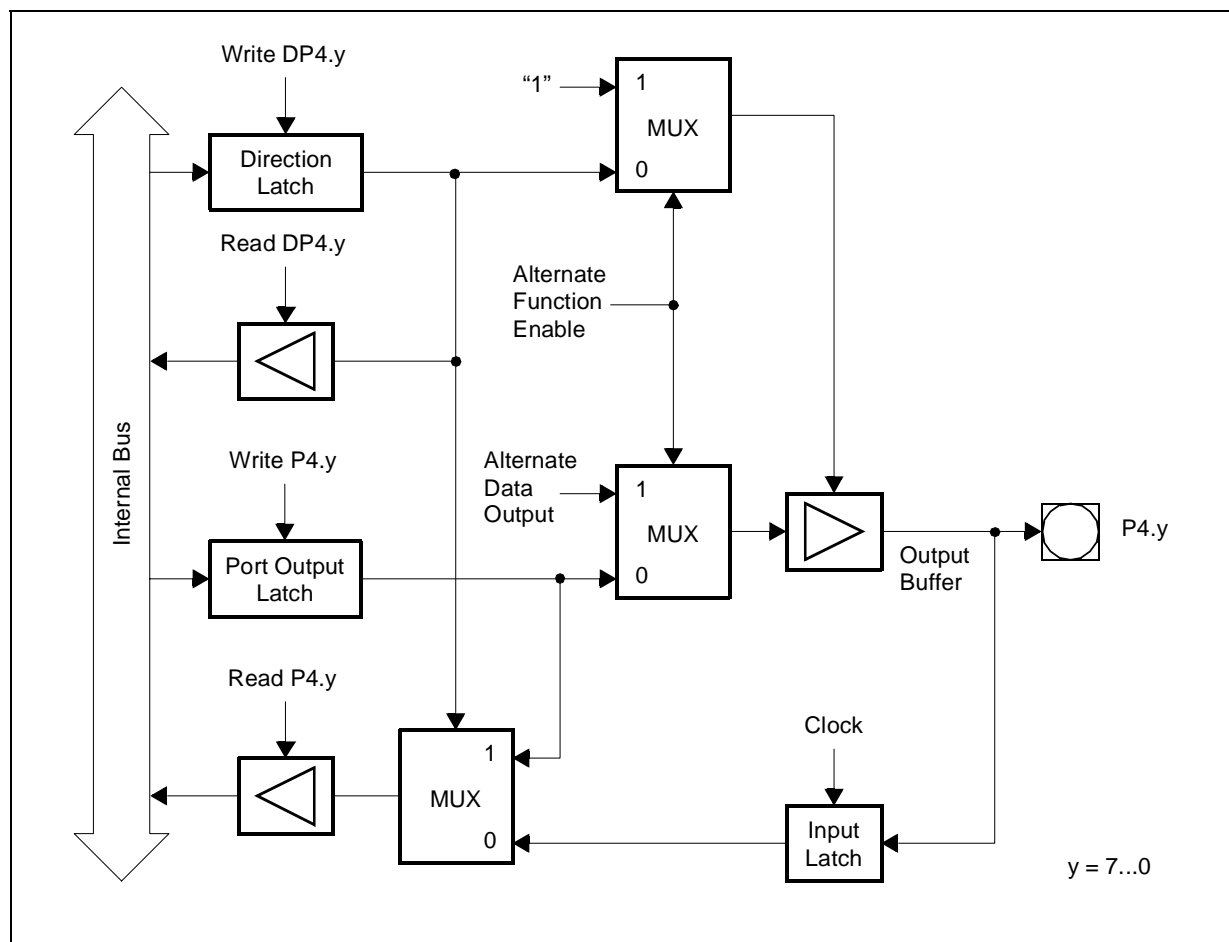 Write DP4.y
“1”
1
MUX
0
Direction
Latch
Read DP4.y
Alternate
Function
Enable
Internal Bus
Write P4.y
Alternate
Data
Output
1
MUX
0
Port Output
Latch
Output
Buffer
P4.y
Read P4.y
1
MUX
0
Clock
Input
Latch
y = 7...0